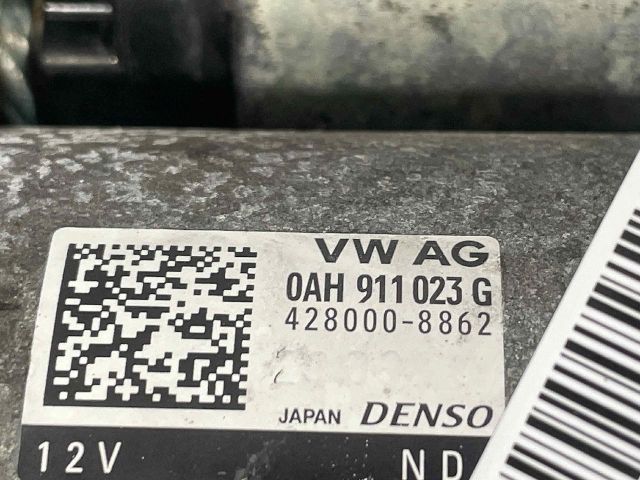 VW AG
0AH 911 023 G
428000-8862
JAPAN DENSO
12V ND